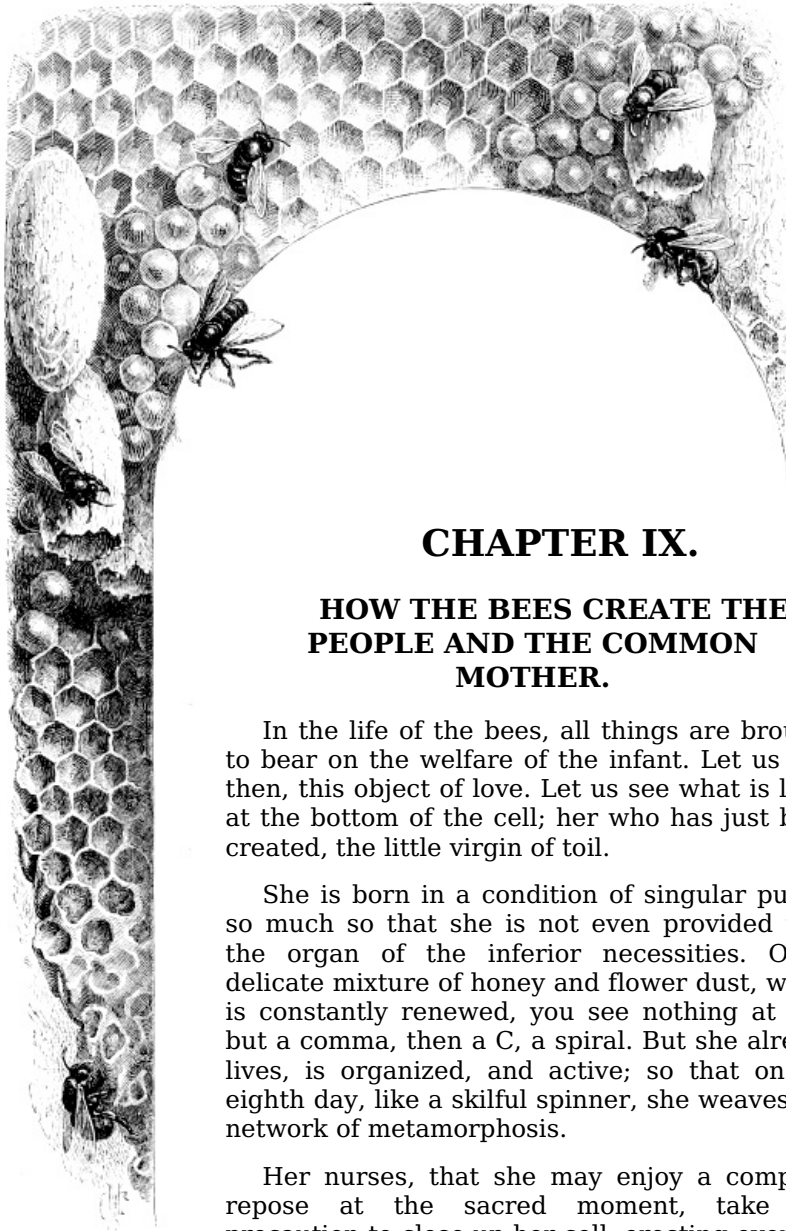 CHAPTER IX.
HOW THE BEES CREATE THE
PEOPLE AND THE COMMON
MOTHER.
In the life of the bees, all things are brou
to bear on the welfare of the infant. Let us
then, this object of love. Let us see what is l
at the bottom of the cell; her who has just b
created, the little virgin of toil.
She is born in a condition of singular pu
so much so that she is not even provided
the organ of the inferior necessities. O
delicate mixture of honey and flower dust, w
is constantly renewed, you see nothing at
but a comma, then a C, a spiral. But she alre
lives, is organized, and active; so that on
eighth day, like a skilful spinner, she weaves
network of metamorphosis.
Her nurses, that she may enjoy a comp
repose at the sacred moment, take
precaution to close up her cell, erecting